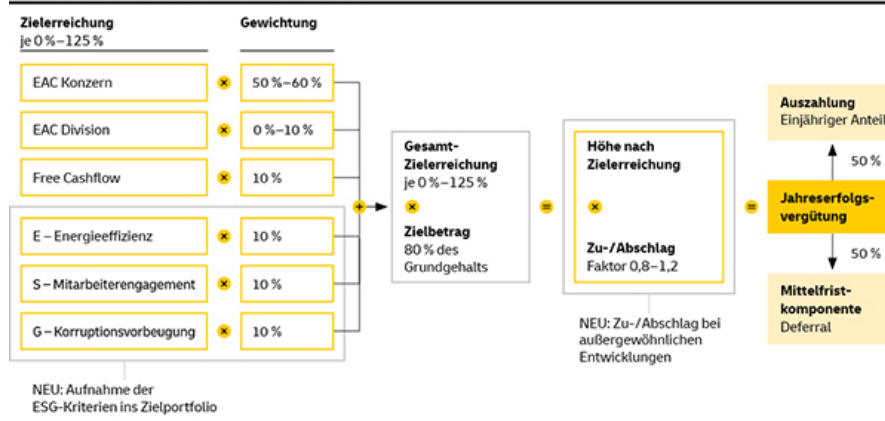 Zielerreichung
je 0 %–125 %
Gewichtung
EAC Konzern
×
50 %–60 %
EAC Division
×
0 %–10 %
Free Cashflow
×
10 %
E – Energieeffizienz
×
10 %
S – Mitarbeiterengagement
×
10 %
G – Korruptionsvorbeugung
×
10 %
NEU: Aufnahme der
ESG-Kriterien ins Zielportfolio
+
Gesamt-
Zielerreichung
je 0 %–125 %
×
Zielbetrag
80 % des
Grundgehalts
=
Höhe nach
Zielerreichung
×
Zu-/Abschlag
Faktor 0,8–1,2
NEU: Zu-/Abschlag bei
außergewöhnlichen
Entwicklungen
=
Auszahlung
Einjähriger Anteil
50 %
Jahreserfolgs-
vergütung
50 %
Mittelfrist-
komponente
Deferral